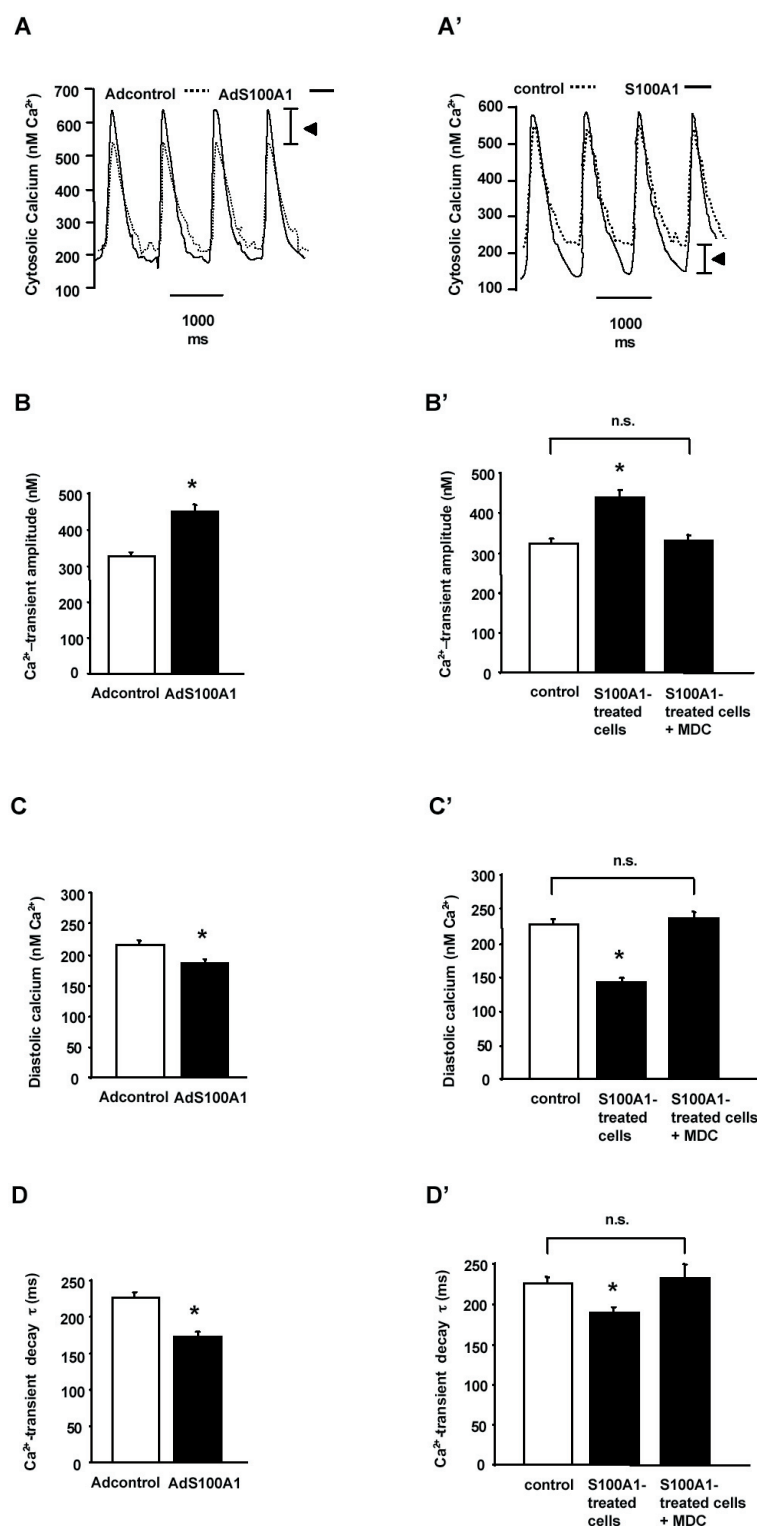 A
A’
Adcontrol AdS100A1
control S100A1
Cytosolic Calcium (nM Ca²⁺)
700
600
500
400
300
200
100
1000
ms
Cytosolic Calcium (nM Ca²⁺)
600
500
400
300
200
100
1000
ms
B
B’
Ca²⁺–transient amplitude (nM)
500
400
300
200
100
0
Adcontrol AdS100A1
n.s.
*
Ca²⁺–transient amplitude (nM)
500
400
300
200
100
0
*
control
S100A1-
treated
cells
S100A1-
treated cells
+ MDC
C
C’
Diastolic calcium (nM Ca²⁺)
300
250
200
150
100
50
0
*
Adcontrol AdS100A1
n.s.
Diastolic calcium (nM Ca²⁺)
300
250
200
150
100
50
0
*
control
S100A1-
treated
cells
S100A1-
treated cells
+ MDC
D
D’
Ca²⁺-transient decay τ (ms)
250
200
150
100
50
0
*
Adcontrol AdS100A1
n.s.
Ca²⁺-transient decay τ (ms)
250
200
150
100
50
0
*
control
S100A1-
treated
cells
S100A1-
treated cells
+ MDC